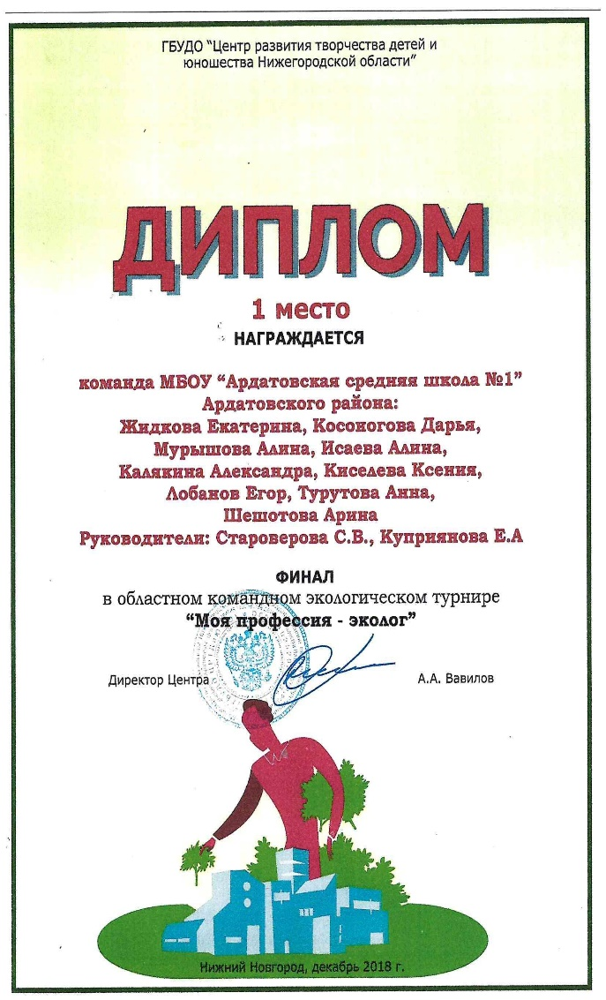 ГБУДО "Центр развития творчества детей и
юношества Нижегородской области"
ДИПЛОМ
1 место
НАГРАЖДАЕТСЯ
команда МБОУ "Ардатовская средняя школа №1"
Ардатовского района:
Жидкова Екатерина, Косоногова Дарья,
Мурышова Алина, Исаева Алина,
Калякина Александра, Киселева Ксения,
Лобанов Егор, Турутова Анна,
Шешотова Арина
Руководители: Староверова С.В., Куприянова Е.А
ФИНАЛ
в областном командном экологическом турнире
"Моя профессия - эколог"
Директор Центра А.А. Вавилов
Нижний Новгород, декабрь 2018 г.